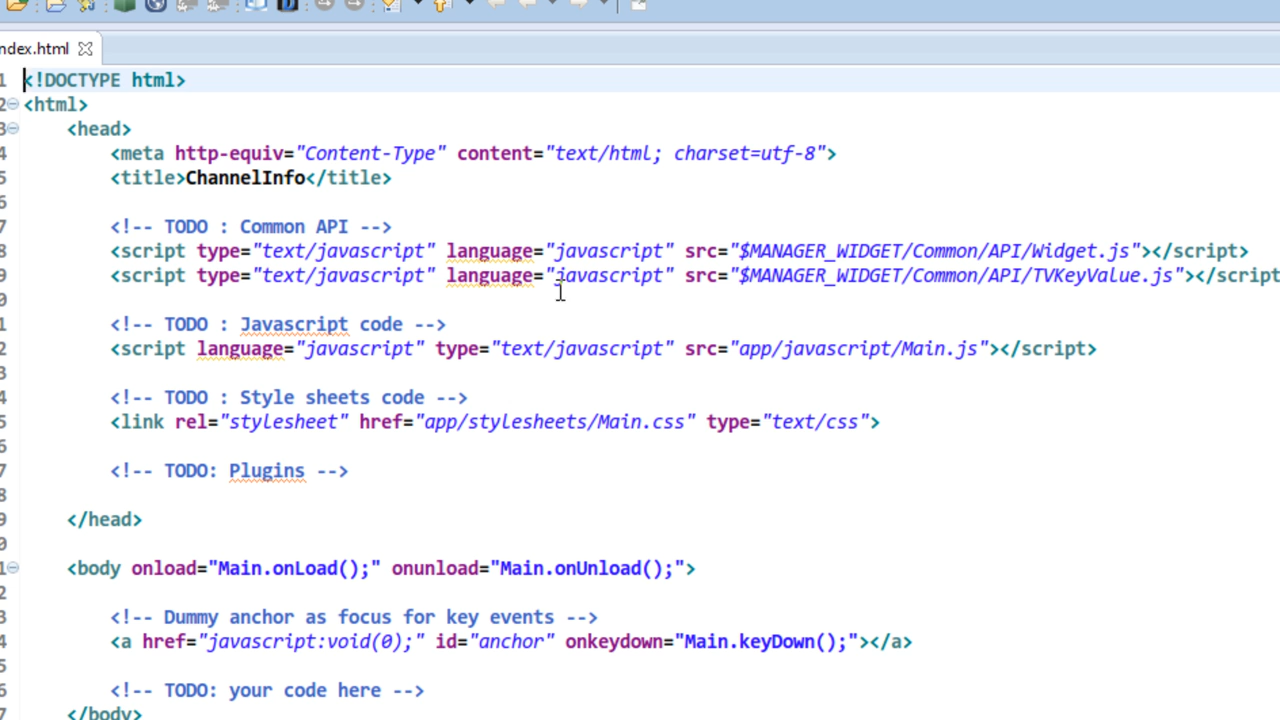 ndex.html
1 <!DOCTYPE html>
2 <html>
3 <head>
4 <meta http-equiv="Content-Type" content="text/html; charset=utf-8">
5 <title>ChannelInfo</title>
6
7 <!-- TODO : Common API -->
8 <script type="text/javascript" language="javascript" src="$MANAGER_WIDGET/Common/API/Widget.js"></script>
9 <script type="text/javascript" language="javascript" src="$MANAGER_WIDGET/Common/API/TVKeyValue.js"></script
0
1 <!-- TODO : Javascript code -->
2 <script language="javascript" type="text/javascript" src="app/javascript/Main.js"></script>
3
4 <!-- TODO : Style sheets code -->
5 <link rel="stylesheet" href="app/stylesheets/Main.css" type="text/css">
6
7 <!-- TODO: Plugins -->
8
9 </head>
0
1 <body onload="Main.onLoad();" onunload="Main.onUnload();">
2
3 <!-- Dummy anchor as focus for key events -->
4 <a href="javascript:void(0);" id="anchor" onkeydown="Main.keyDown();"></a>
5
6 <!-- TODO: your code here -->
7 </body>